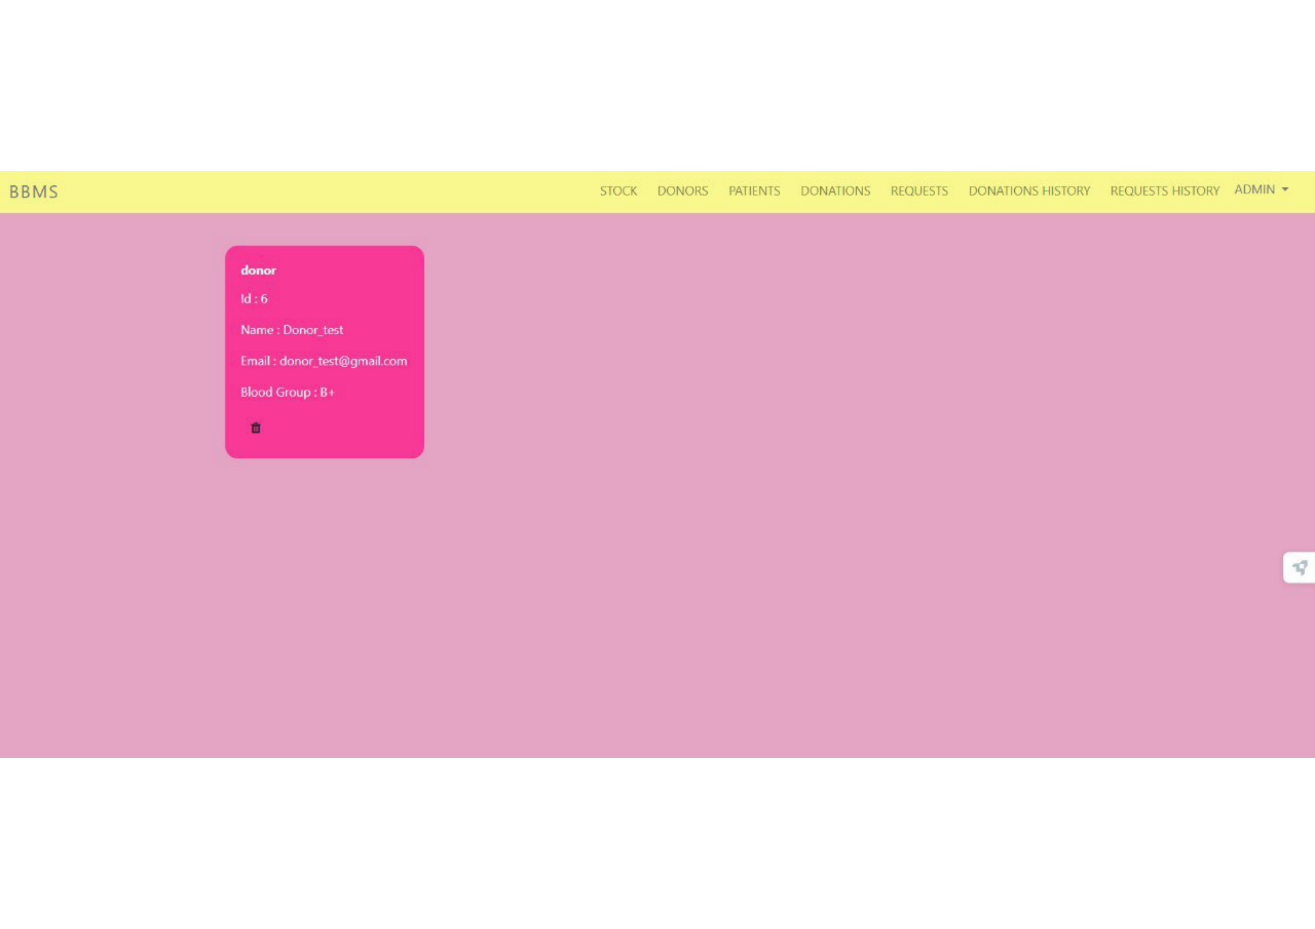 BBMS STOCK DONORS PATIENTS DONATIONS REQUESTS DONATIONS HISTORY REQUESTS HISTORY ADMIN
donor
Id : 6
Name : Donor_test
Email : donor_test@gmail.com
Blood Group : B+